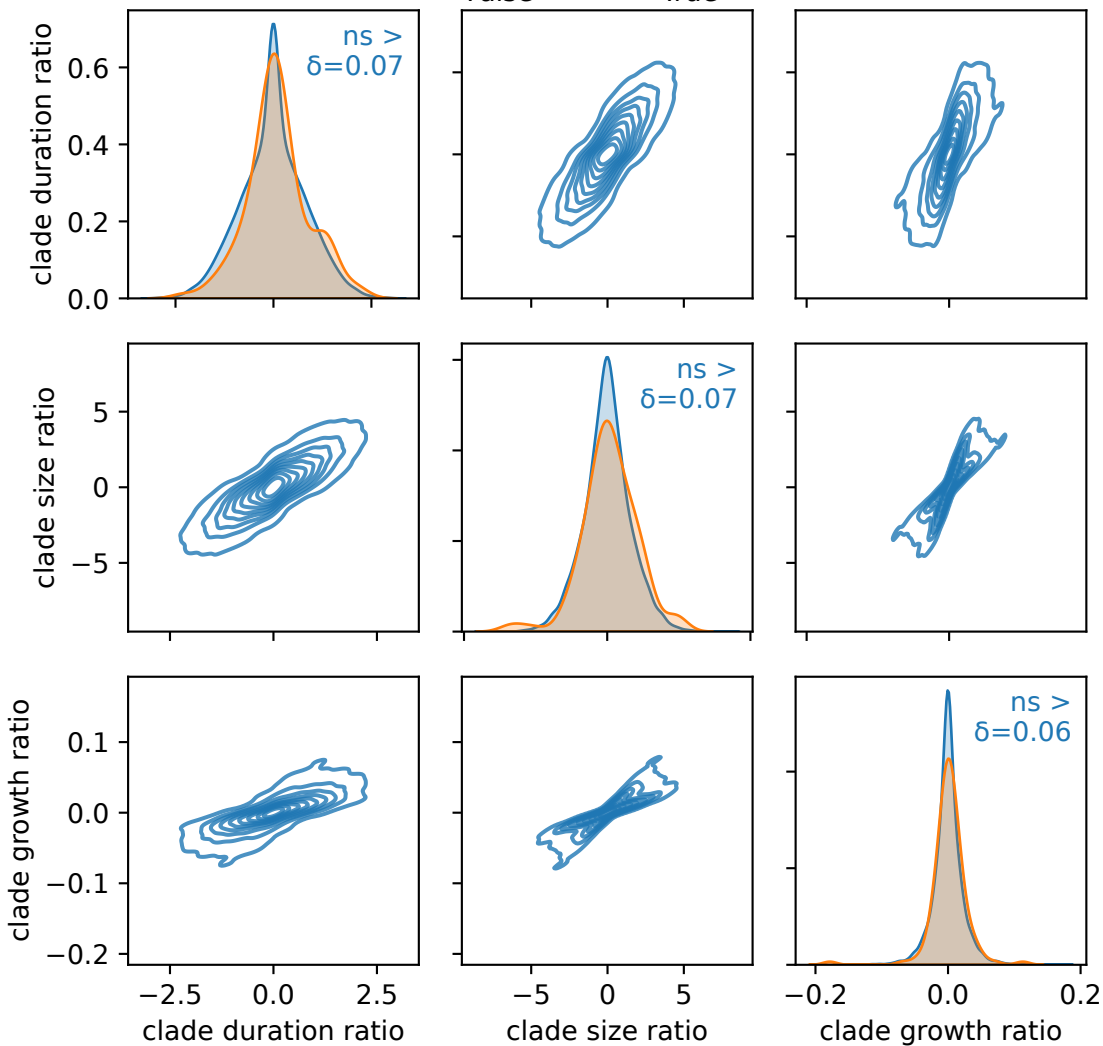 True
clade duration ratio
0.6
0.4
0.2
0.0
ns >
δ=0.07
clade size ratio
5
0
−5
ns >
δ=0.07
clade growth ratio
0.1
0.0
−0.1
−0.2
ns >
δ=0.06
−2.5
0.0
2.5
−5
0
5
−0.2
0.0
0.2
clade duration ratio
clade size ratio
clade growth ratio